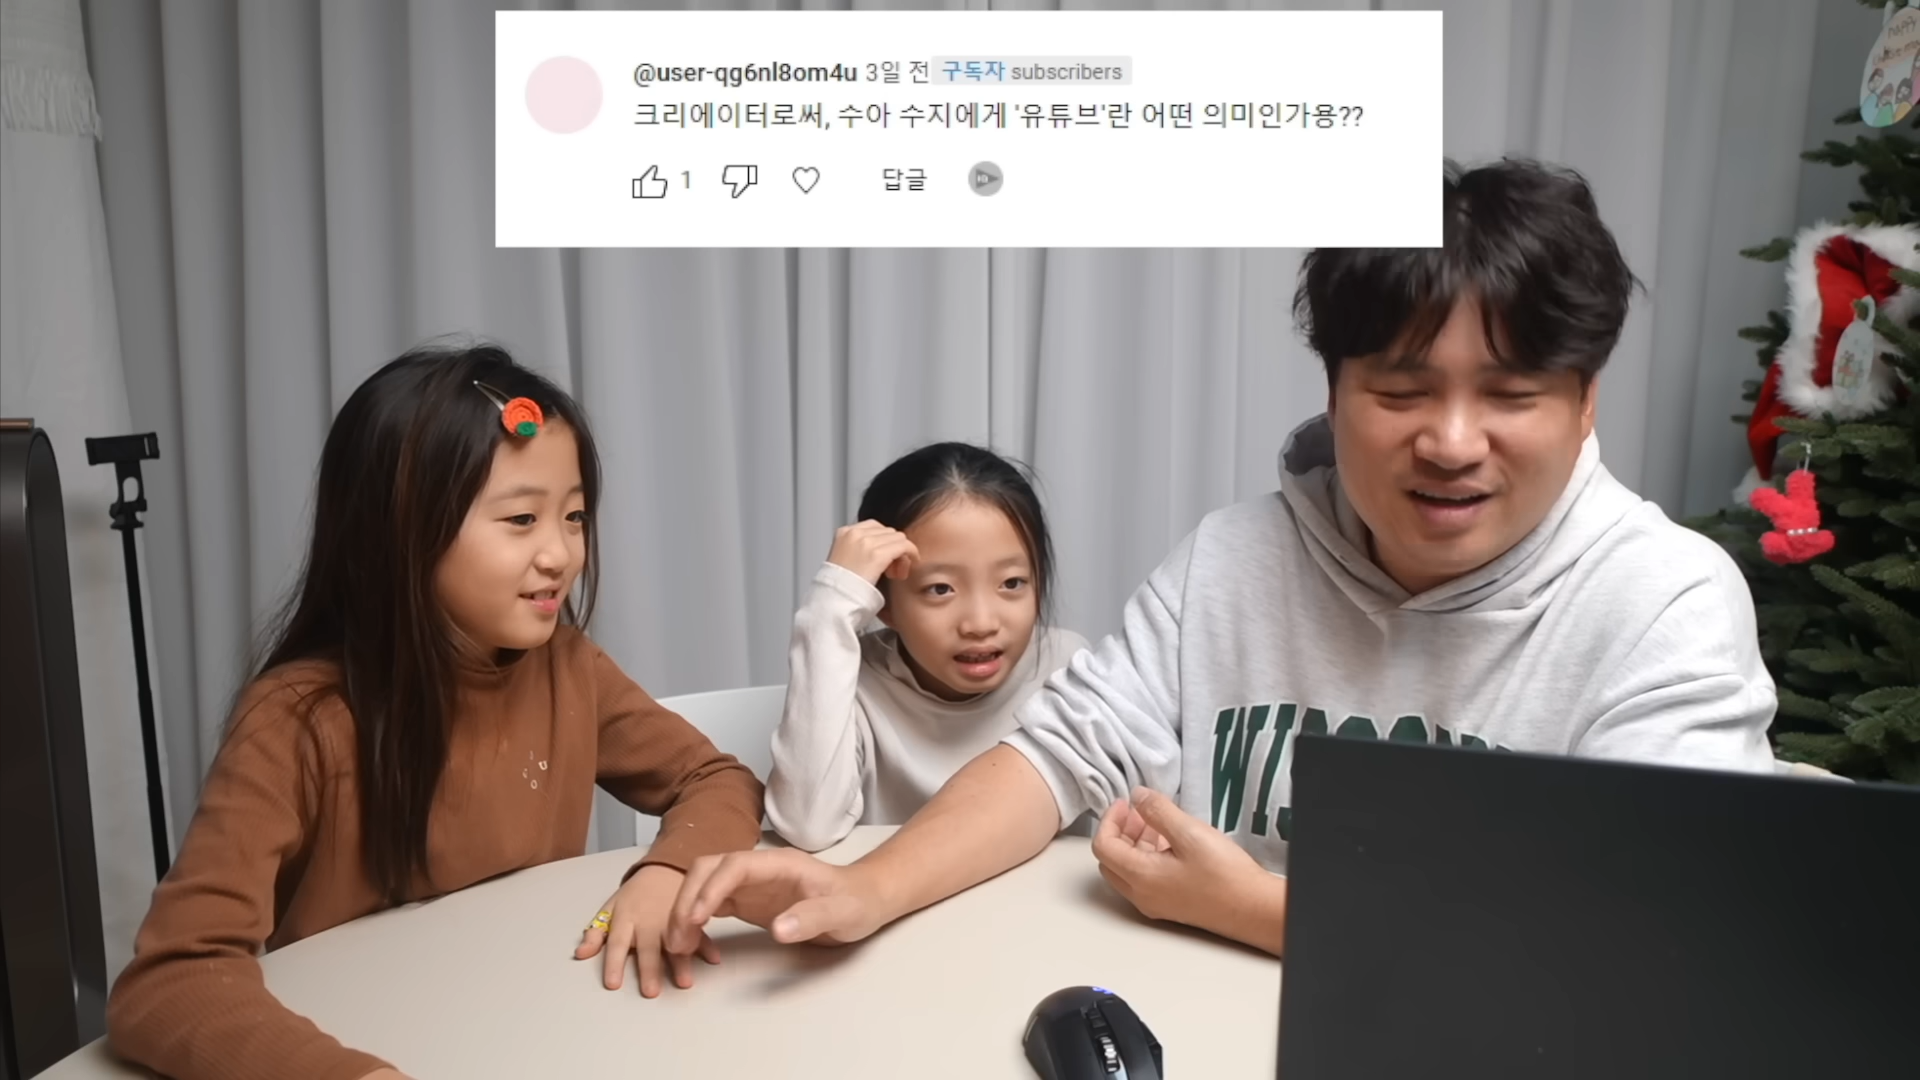 @user-qg6nl8om4u 3일 전 구독자 subscribers
크리에이터로써, 수아 수지에게 '유튜브'란 어떤 의미인가용??
1 답글
happy